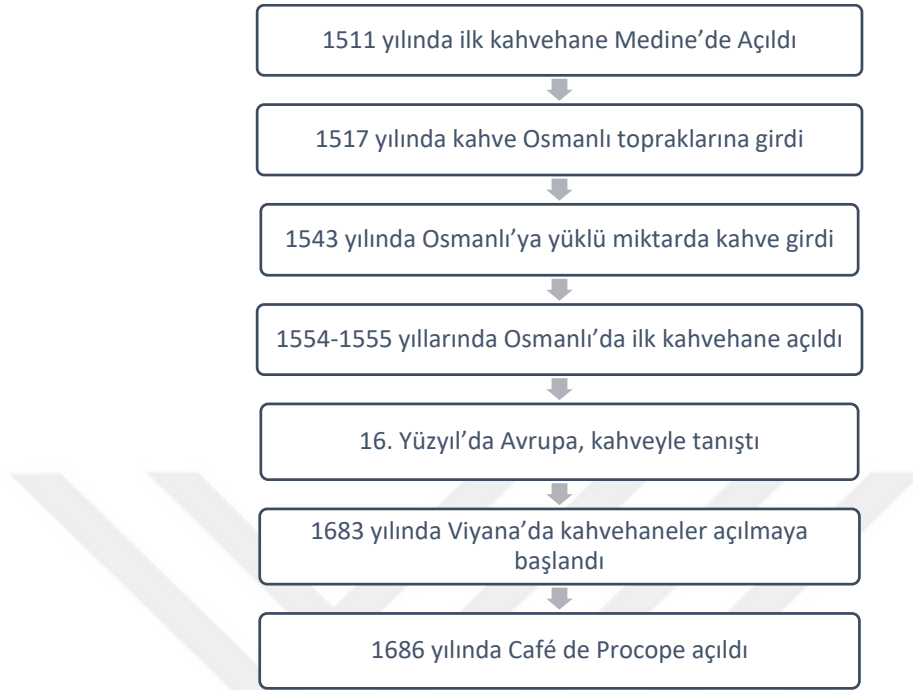 1511 yılında ilk kahvehane Medine’de Açıldı
1517 yılında kahve Osmanlı topraklarına girdi
1543 yılında Osmanlı’ya yüklü miktarda kahve girdi
1554-1555 yıllarında Osmanlı’da ilk kahvehane açıldı
16. Yüzyıl’da Avrupa, kahveyle tanıştı
1683 yılında Viyana’da kahvehaneler açılmaya
başlandı
1686 yılında Café de Procope açıldı